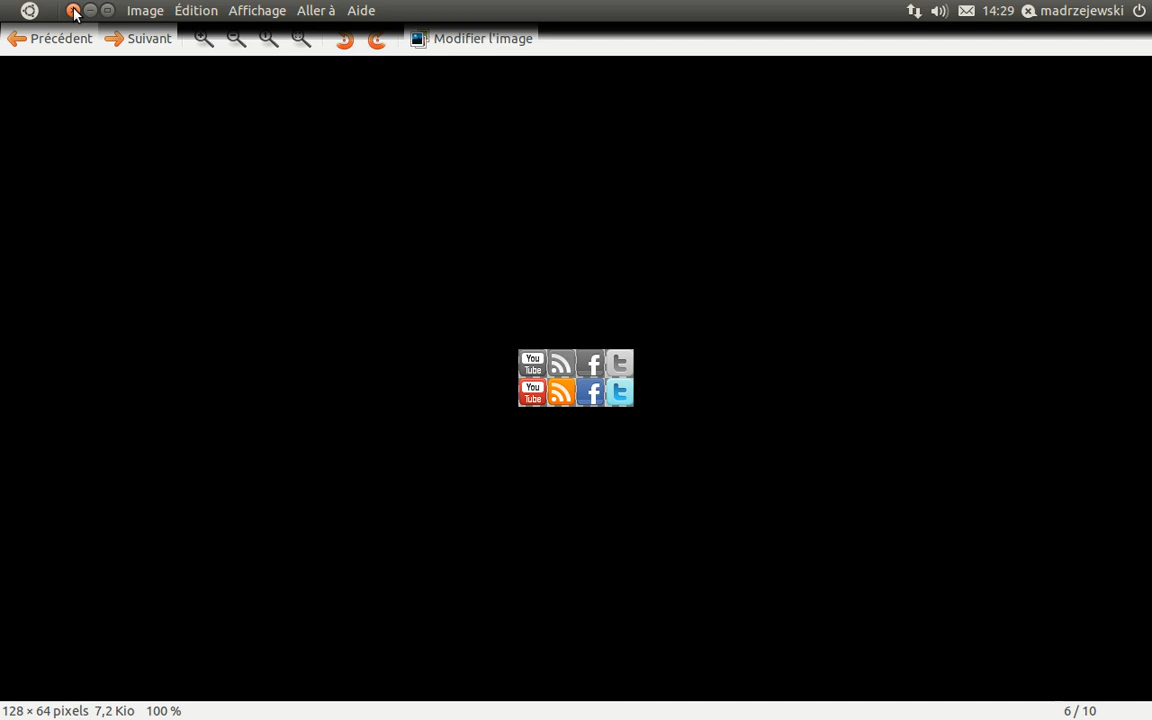 Image Édition Affichage Aller à Aide 14:29 madrzejewski
Précédent Suivant Modifier l'image
You Tube f t
You Tube f t
128 × 64 pixels 7,2 Kio 100 % 6 / 10